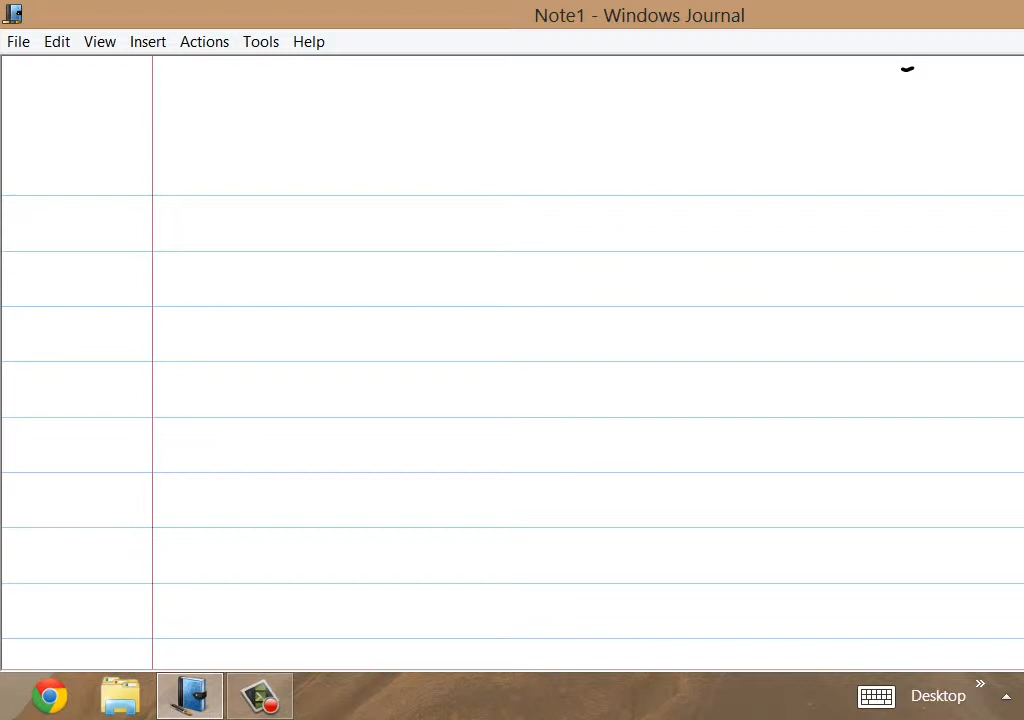 Note1 - Windows Journal
File Edit View Insert Actions Tools Help
Desktop »